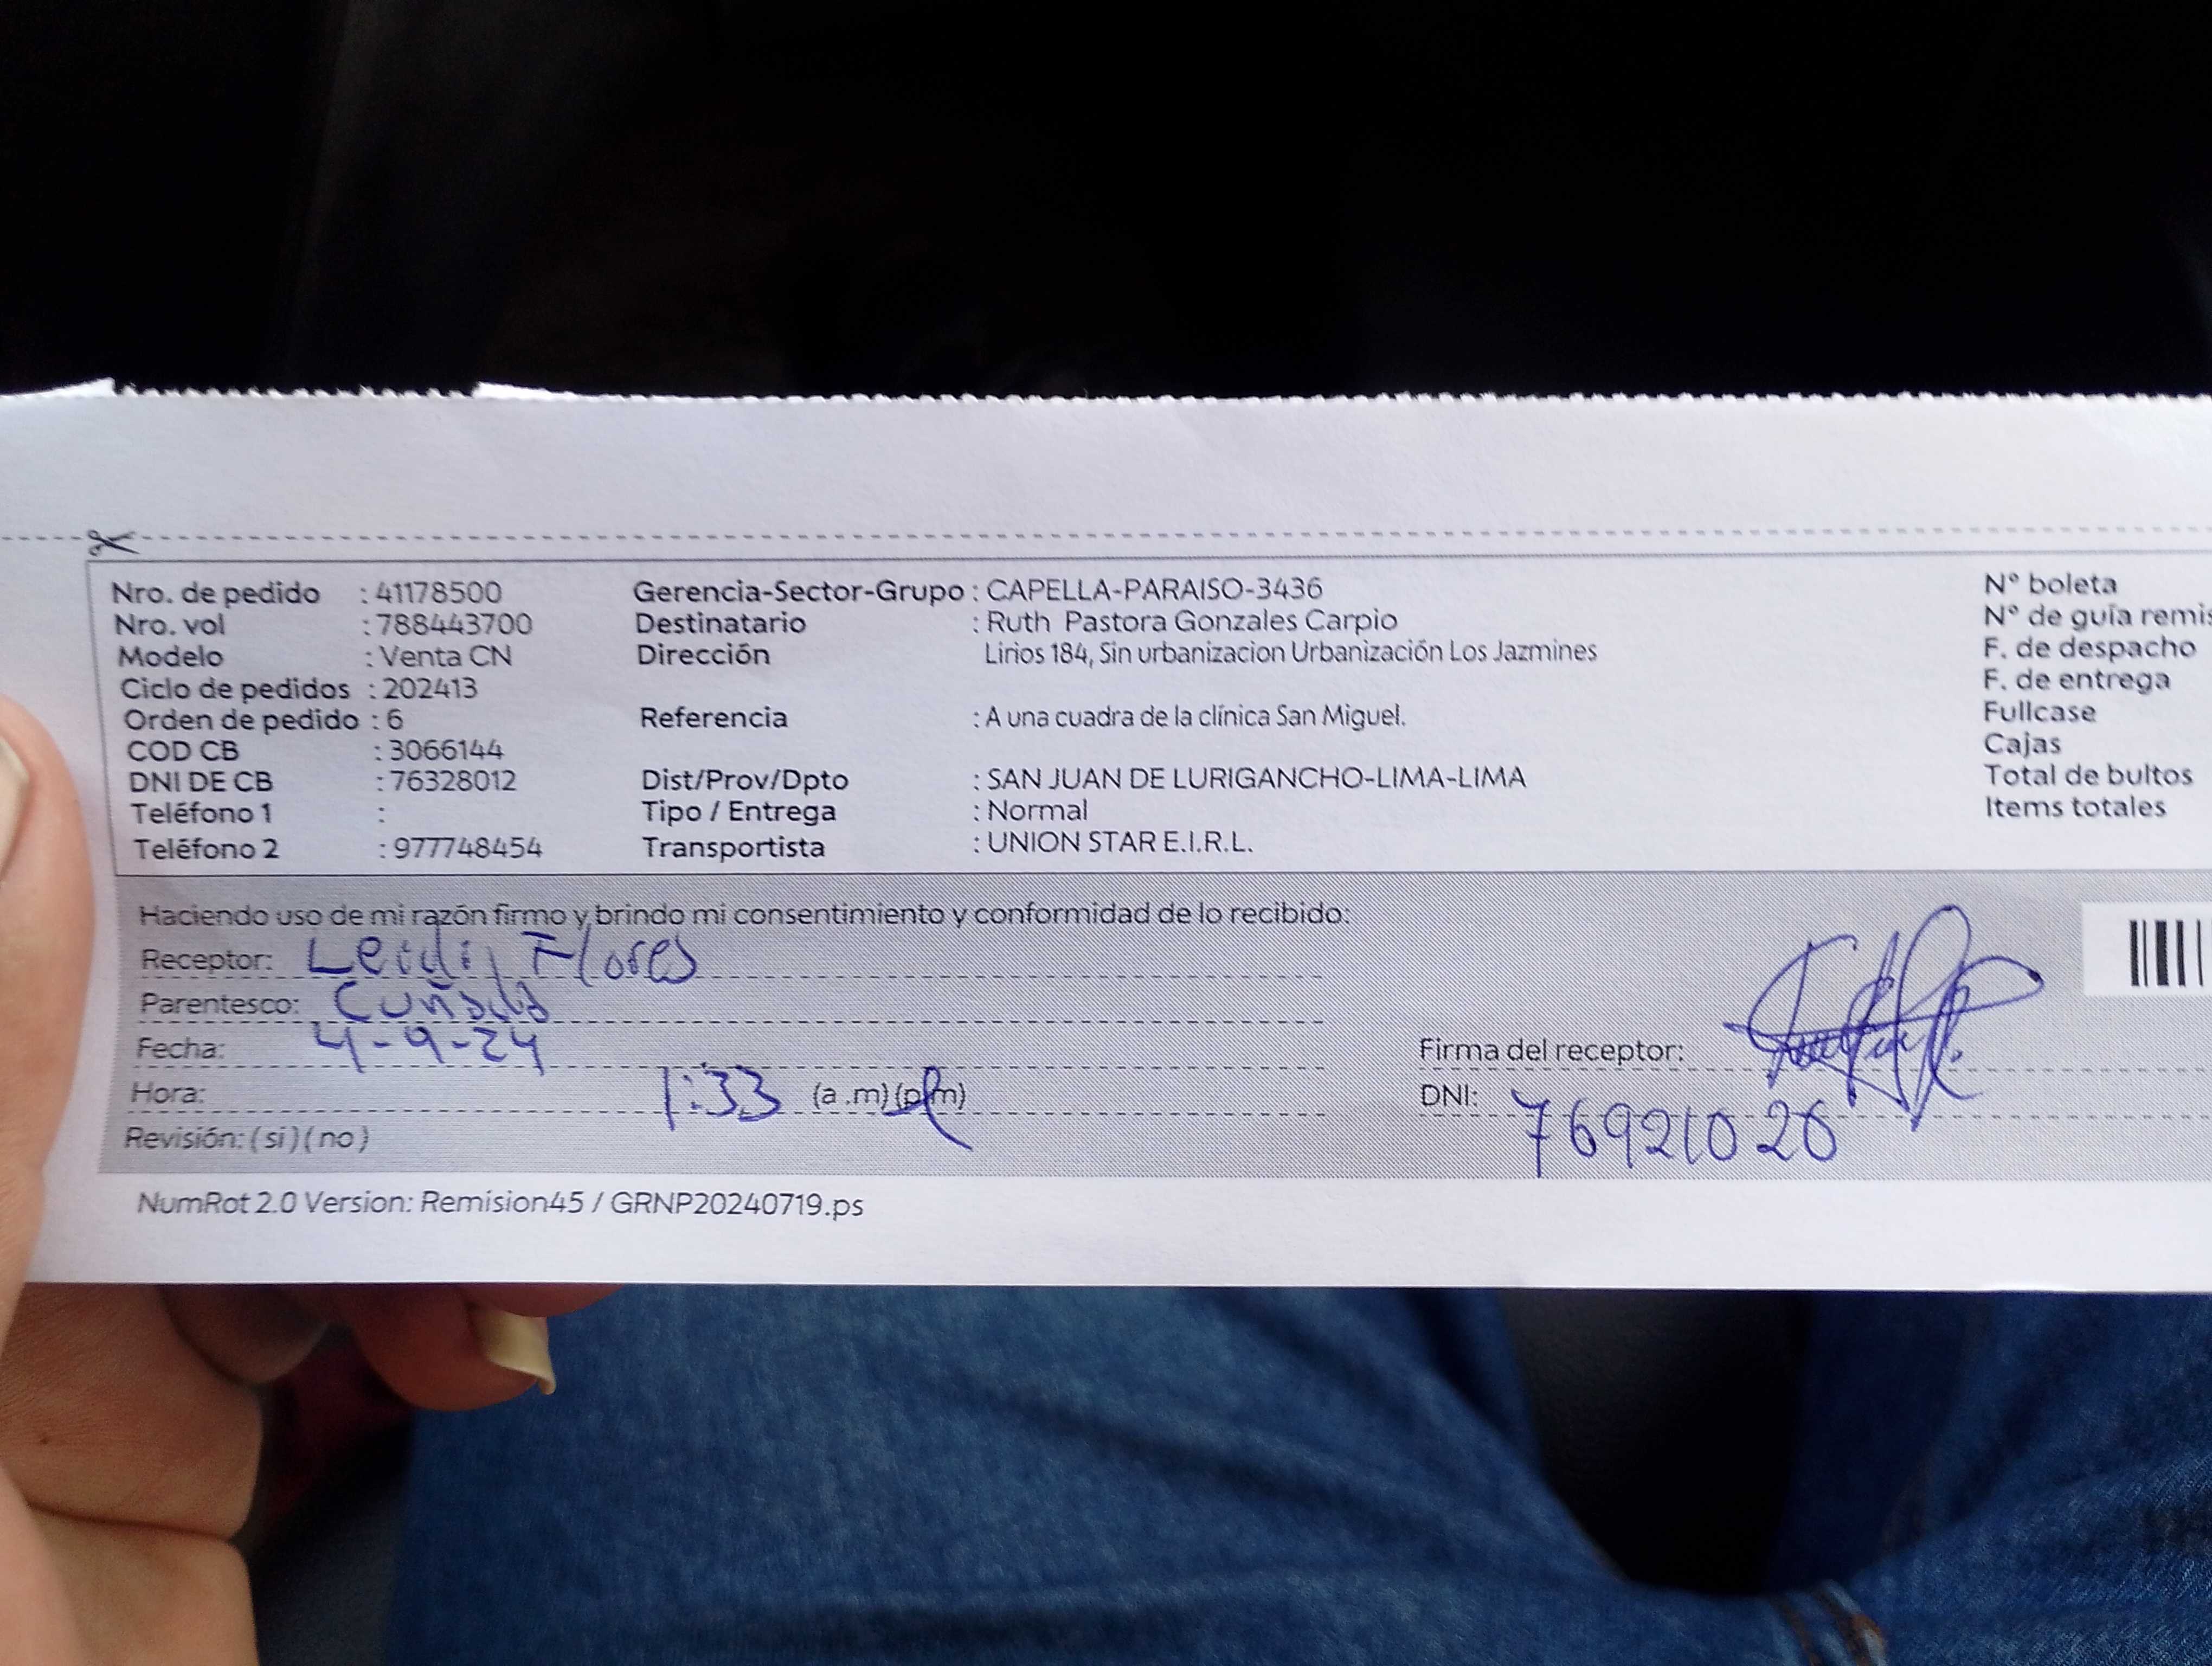 Nro. de pedido : 41178500 Gerencia-Sector-Grupo : CAPELLA-PARAISO-3436 N° boleta
Nro. vol : 788443700 Destinatario : Ruth Pastora Gonzales Carpio N° de guía remis
Modelo : Venta CN Dirección Lirios 184, Sin urbanizacion Urbanización Los Jazmines F. de despacho
Ciclo de pedidos : 202413 F. de entrega
Orden de pedido : 6 Referencia : A una cuadra de la clínica San Miguel. Fullcase
COD CB : 3066144 Cajas
DNI DE CB : 76328012 Dist/Prov/Dpto : SAN JUAN DE LURIGANCHO-LIMA-LIMA Total de bultos
Teléfono 1 : Tipo / Entrega : Normal Items totales
Teléfono 2 : 977748454 Transportista : UNION STAR E.I.R.L.
Haciendo uso de mi razón firmo y brindo mi consentimiento y conformidad de lo recibido:
Receptor: Leidy Flores
Parentesco: Cuñada
Fecha: 4-9-24 Firma del receptor:
Hora: 1:33 (a .m)(p.m) DNI: 76921026
Revisión: ( si ) ( no )
NumRot 2.0 Version: Remision45 / GRNP20240719.ps